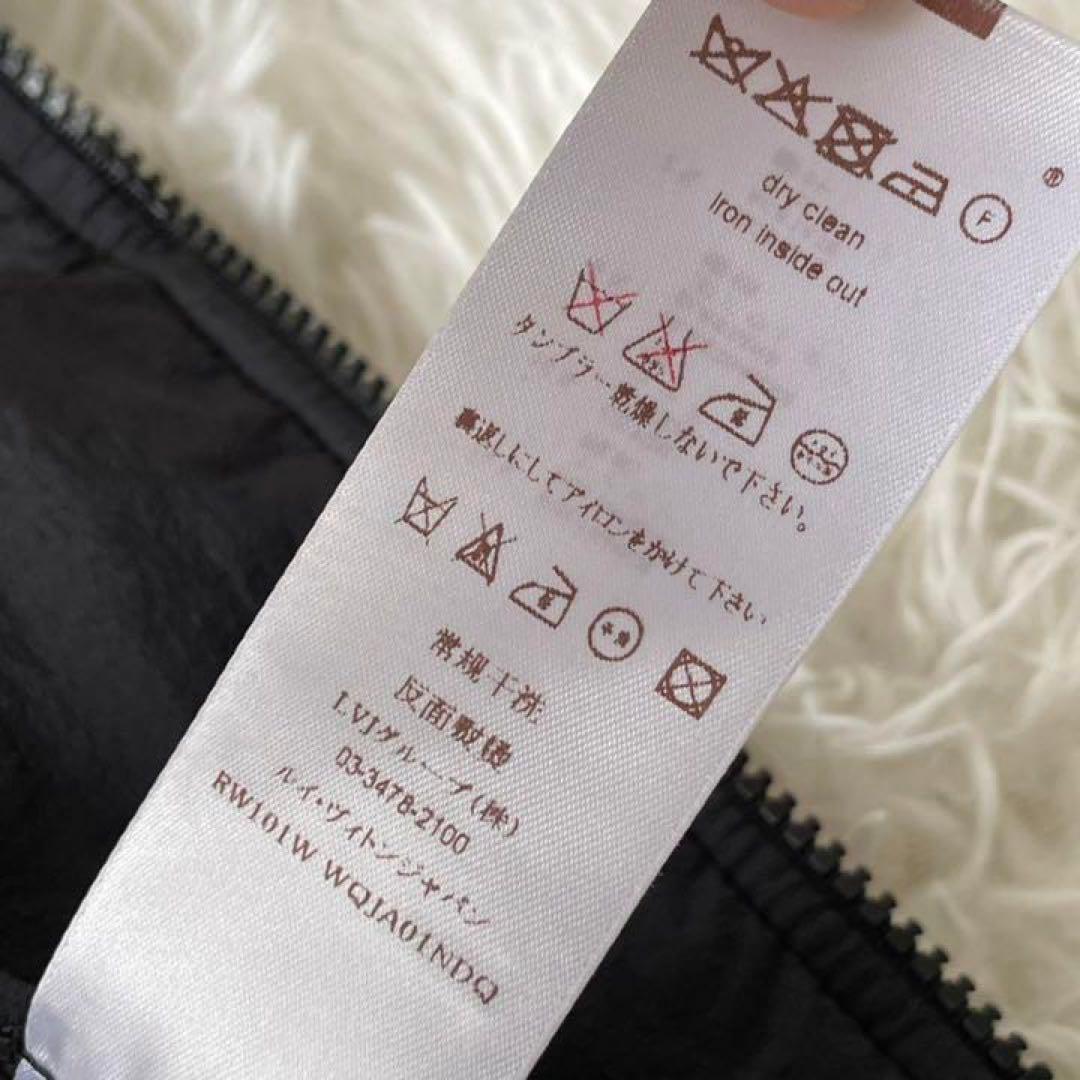 ®
F
dry clean
iron inside out
タンブラー乾燥しないで下さい。
裏返しにしてアイロンをかけて下さい
常规干洗
反面熨烫
LVJグループ(株)
03-3478-2100
ルイ・ヴィトンジャパン
RW101W WQJA01NDQ